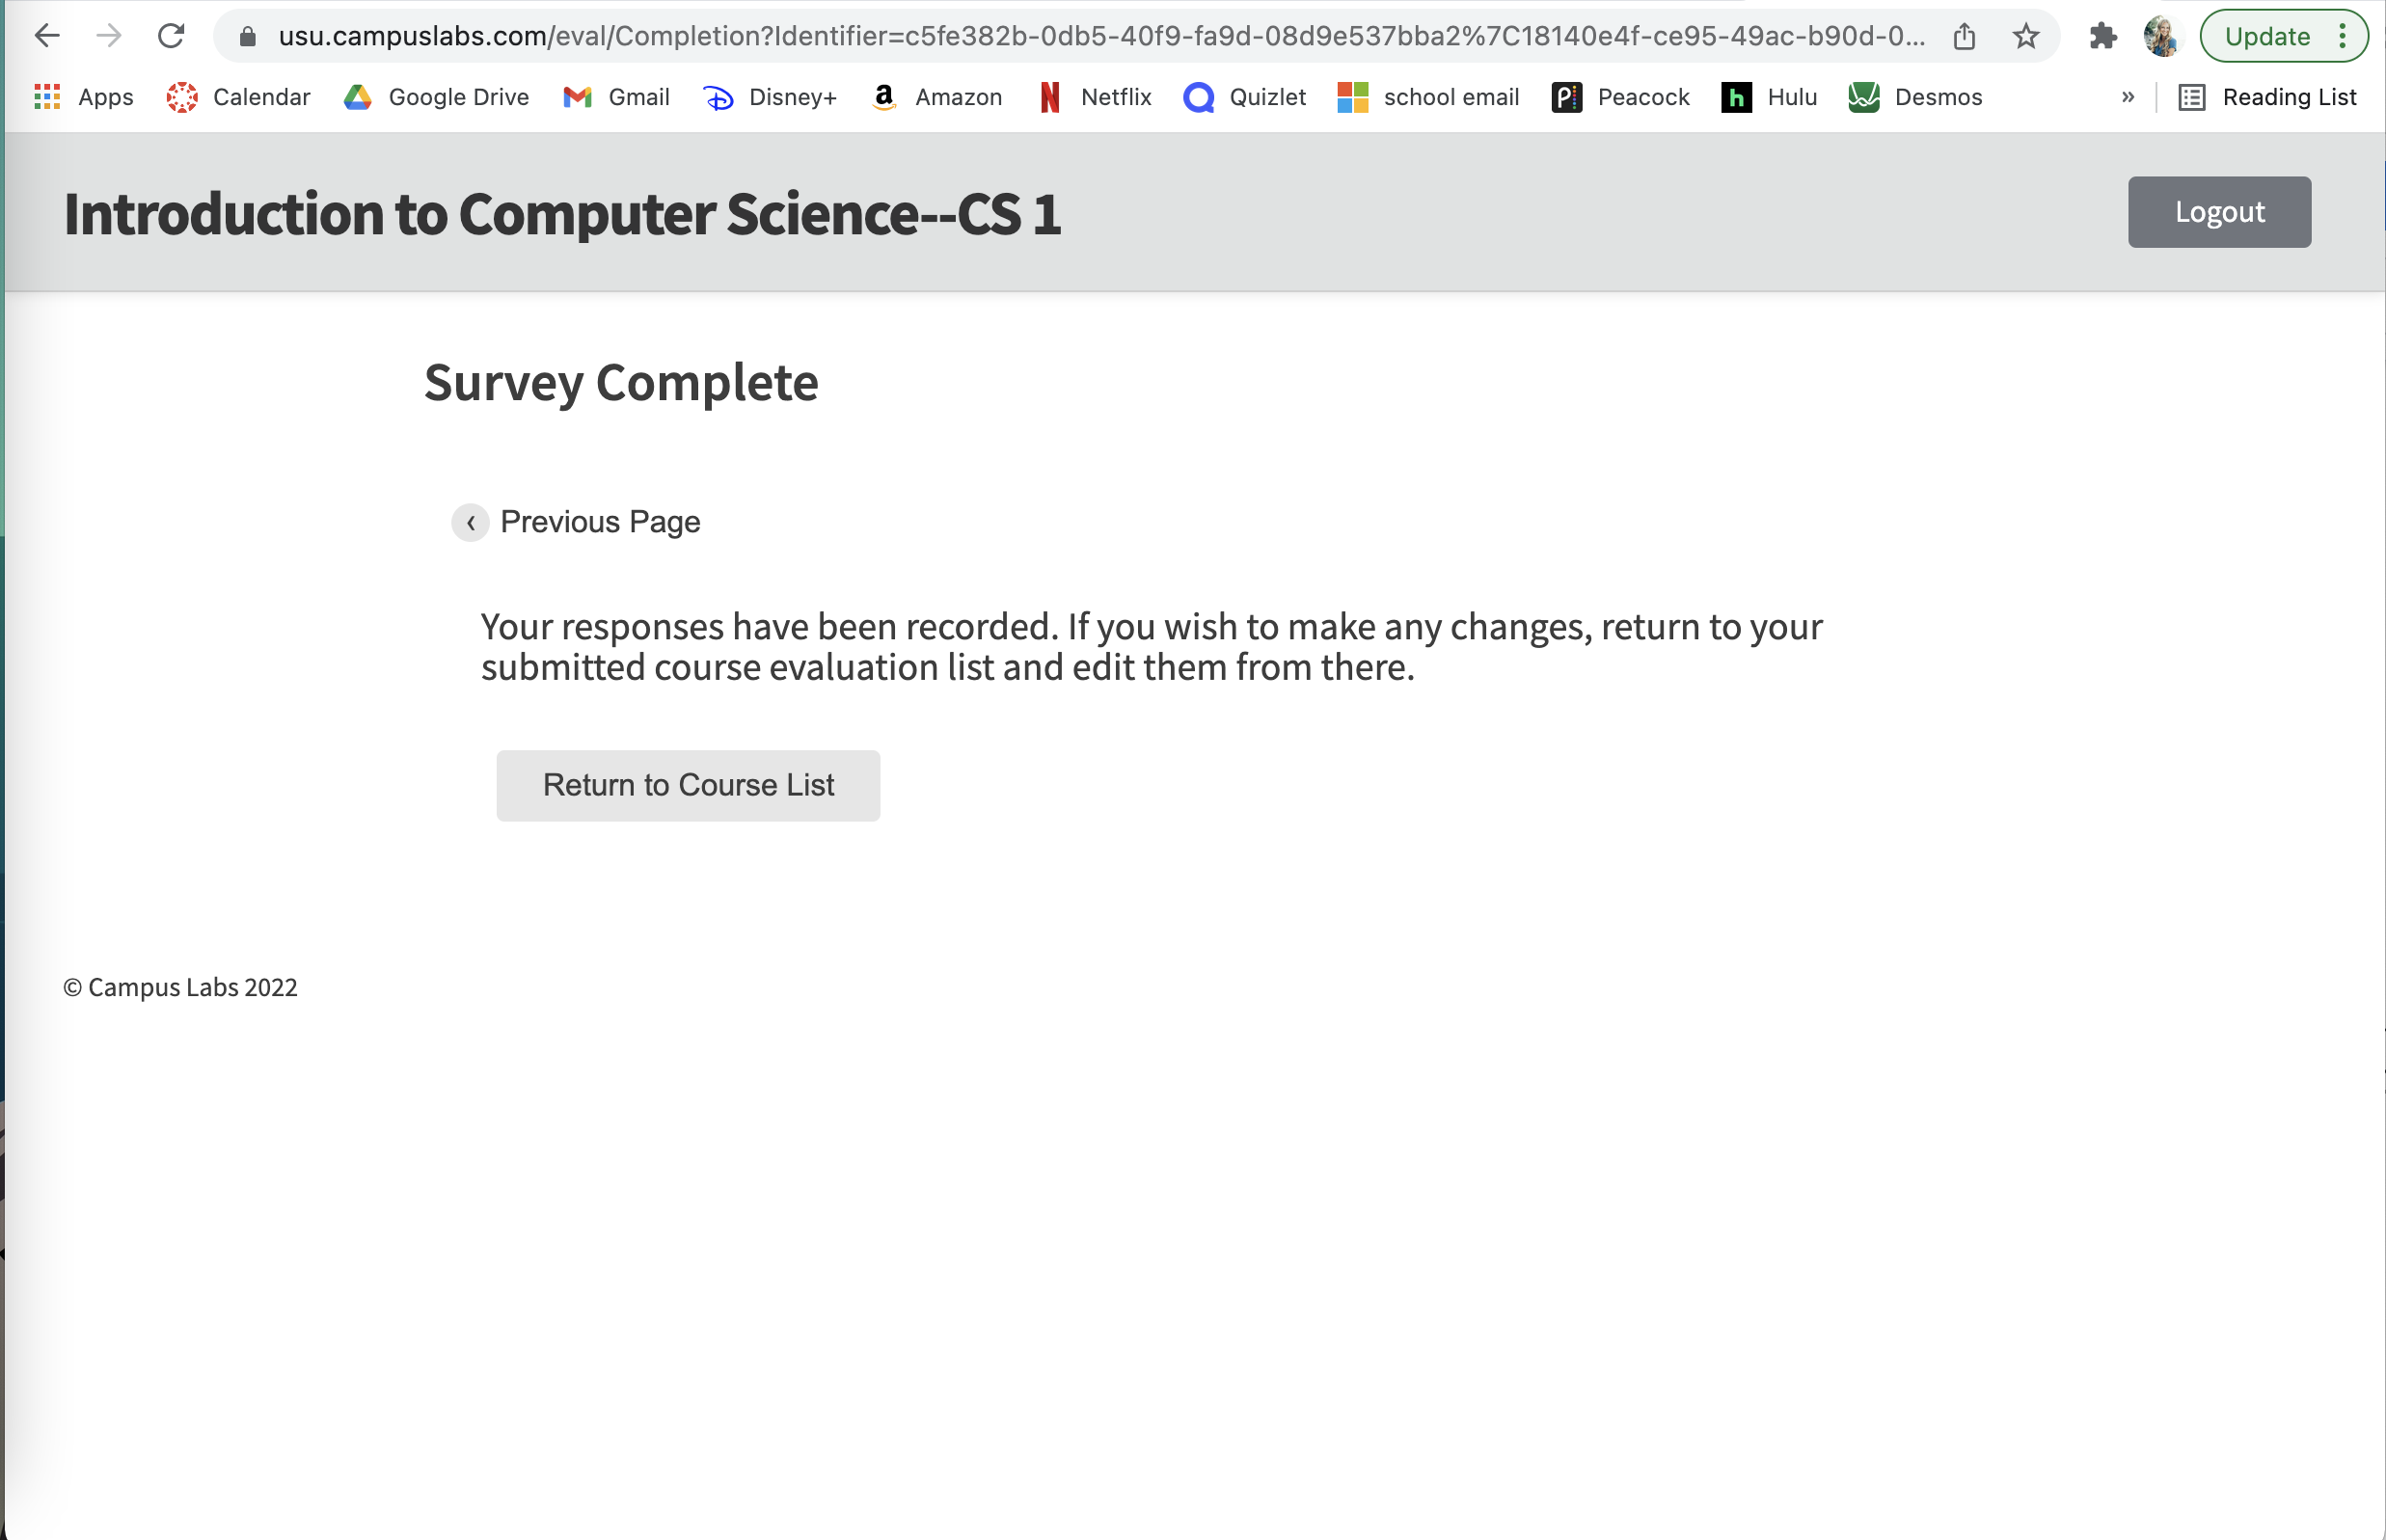 usu.campuslabs.com/eval/Completion?Identifier=c5fe382b-0db5-40f9-fa9d-08d9e537bba2%7C18140e4f-ce95-49ac-b90d-0... Update
Apps Calendar Google Drive Gmail Disney+ Amazon Netflix Quizlet school email Peacock Hulu Desmos » Reading List
Introduction to Computer Science--CS 1 Logout
Survey Complete
‹ Previous Page
Your responses have been recorded. If you wish to make any changes, return to your
submitted course evaluation list and edit them from there.
Return to Course List
© Campus Labs 2022